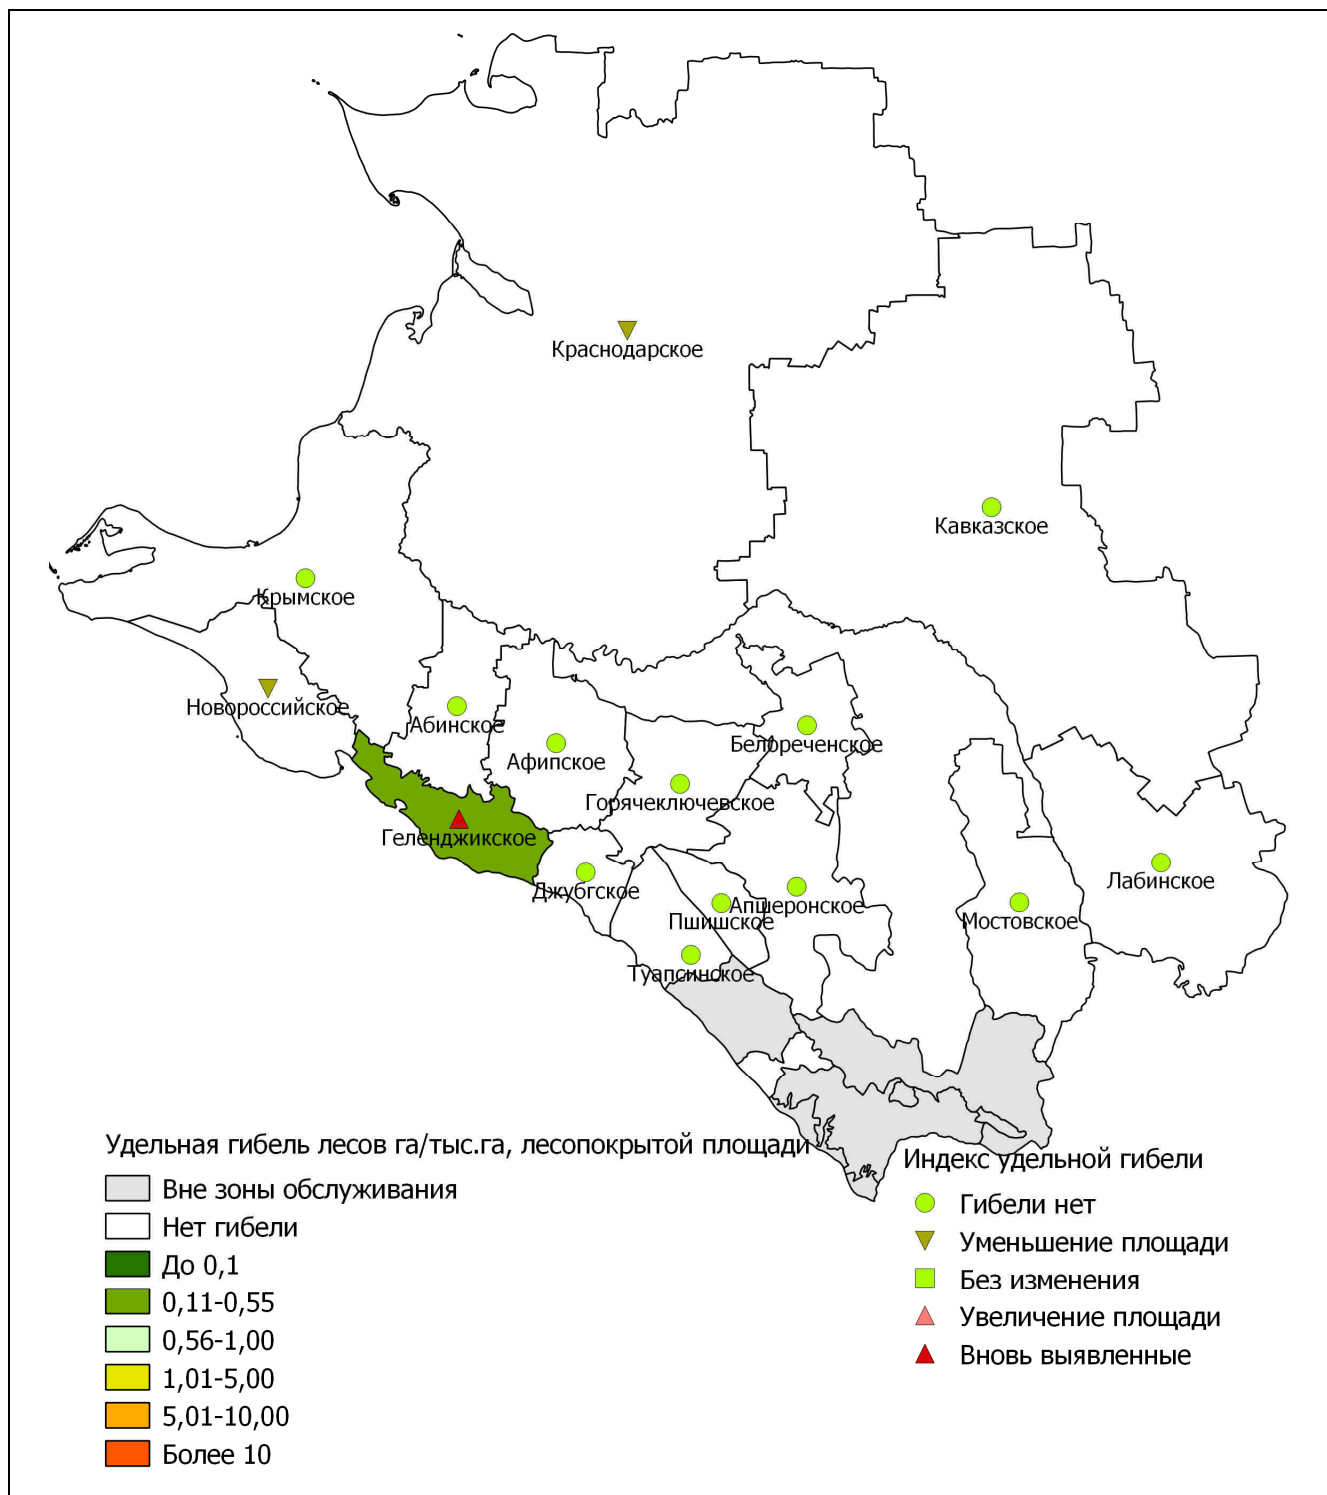 Краснодарское
Кавказское
Крымское
Новороссийское
Абинское
Белореченское
Афипское
Горячеключевское
Геленджикское
Лабинское
Джубгское
Апшеронское
Пшишское
Мостовское
Туапсинское
Удельная гибель лесов га/тыс.га, лесопокрытой площади
Вне зоны обслуживания
Нет гибели
До 0,1
0,11-0,55
0,56-1,00
1,01-5,00
5,01-10,00
Более 10
Индекс удельной гибели
Гибели нет
Уменьшение площади
Без изменения
Увеличение площади
Вновь выявленные